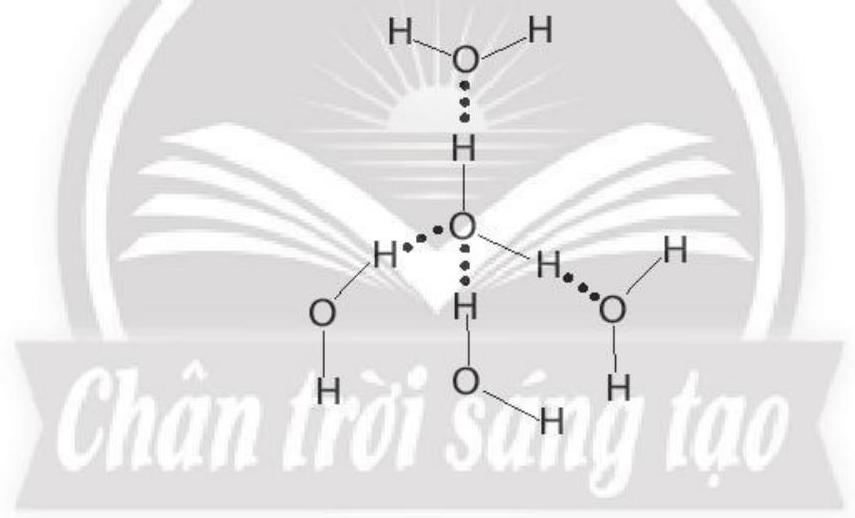 H H
O
H
O
H H H
O H O
H O H
H
Chân trời sáng tạo